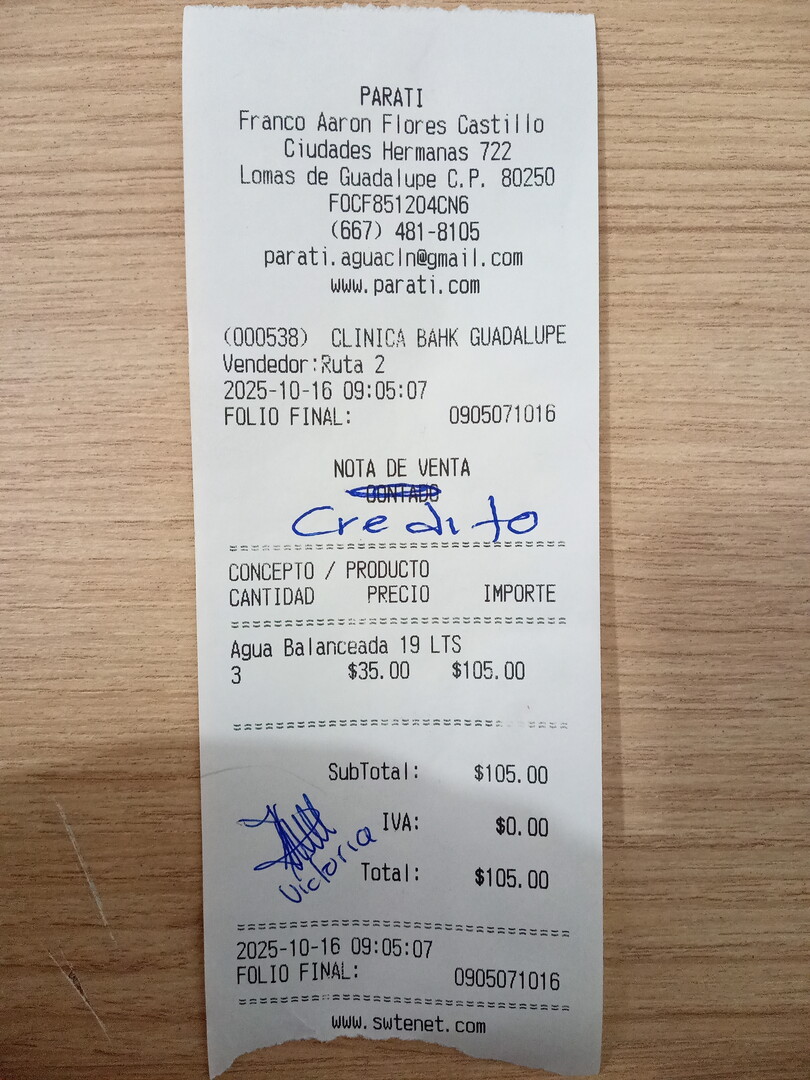 PARATI
Franco Aaron Flores Castillo
Ciudades Hermanas 722
Lomas de Guadalupe C.P. 80250
FOCF851204CN6
(667) 481-8105
parati.aguacln@gmail.com
www.parati.com
(000538) CLINICA BAHK GUADALUPE
Vendedor:Ruta 2
2025-10-16 09:05:07
FOLIO FINAL: 0905071016
NOTA DE VENTA
CONTADO
Credito
CONCEPTO / PRODUCTO
CANTIDAD PRECIO IMPORTE
Agua Balanceada 19 LTS
3 $35.00 $105.00
SubTotal: $105.00
IVA: $0.00
Victoria
Total: $105.00
2025-10-16 09:05:07
FOLIO FINAL: 0905071016
www.swtenet.com